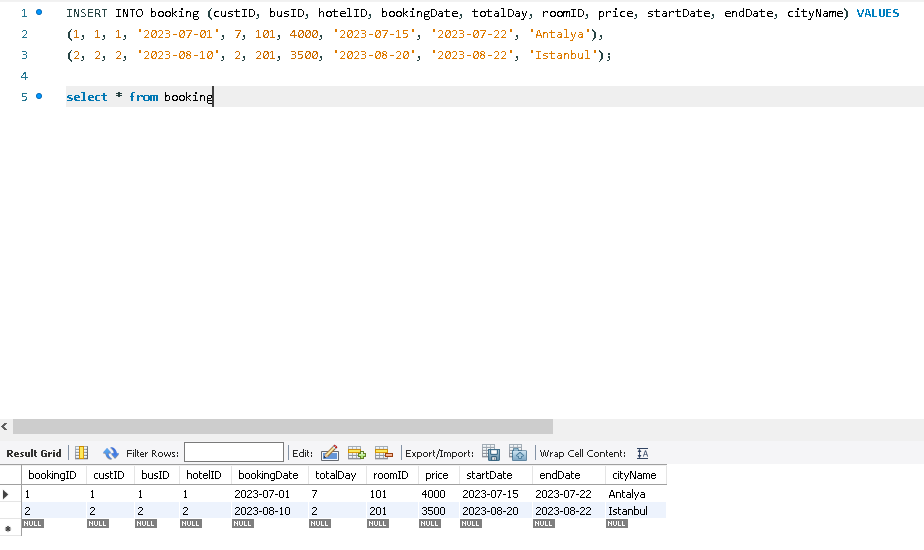 1 INSERT INTO booking (custID, busID, hotelID, bookingDate, totalDay, roomID, price, startDate, endDate, cityName) VALUES
2 (1, 1, 1, '2023-07-01', 7, 101, 4000, '2023-07-15', '2023-07-22', 'Antalya'),
3 (2, 2, 2, '2023-08-10', 2, 201, 3500, '2023-08-20', '2023-08-22', 'Istanbul');
4
5 select * from booking
Result Grid Filter Rows: Edit: Export/Import: Wrap Cell Content: IA
bookingID custID busID hotelID bookingDate totalDay roomID price startDate endDate cityName
1 1 1 1 2023-07-01 7 101 4000 2023-07-15 2023-07-22 Antalya
2 2 2 2 2023-08-10 2 201 3500 2023-08-20 2023-08-22 Istanbul
NULL NULL NULL NULL NULL NULL NULL NULL NULL NULL NULL